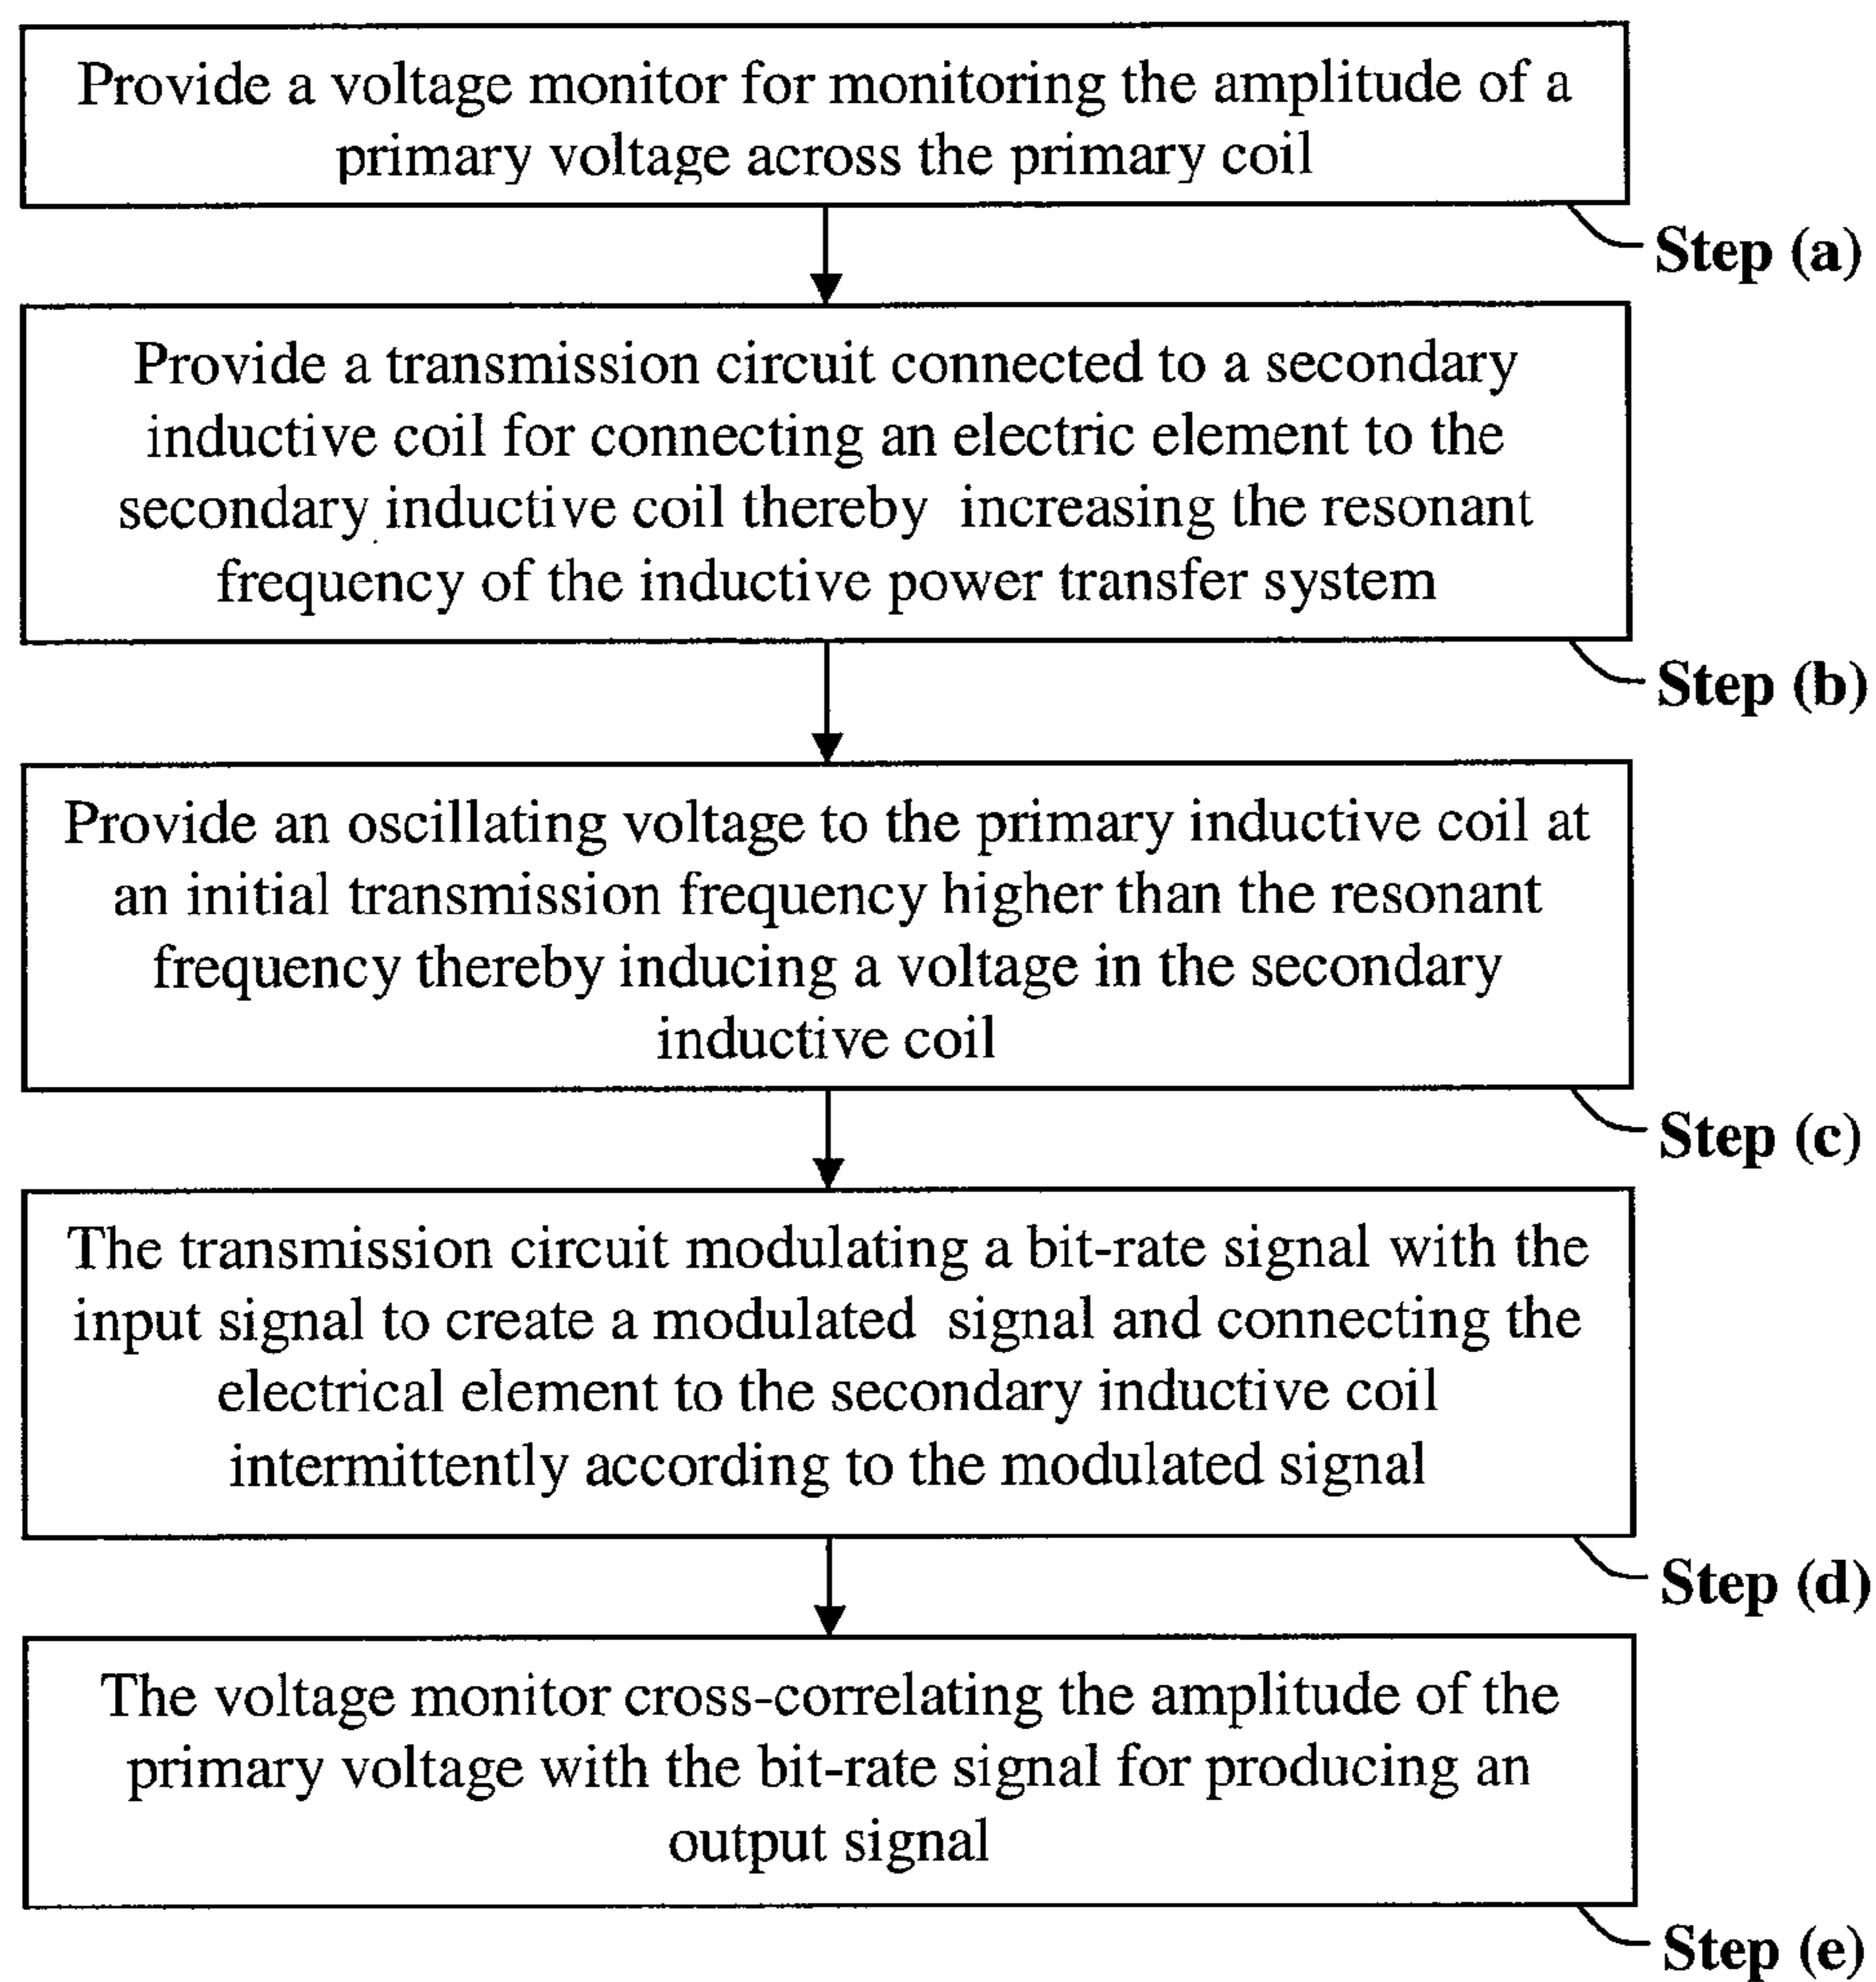 Provide a voltage monitor for monitoring the amplitude of a
primary voltage across the primary coil
Step (a)
Provide a transmission circuit connected to a secondary
inductive coil for connecting an electric element to the
secondary inductive coil thereby increasing the resonant
frequency of the inductive power transfer system
Step (b)
Provide an oscillating voltage to the primary inductive coil at
an initial transmission frequency higher than the resonant
frequency thereby inducing a voltage in the secondary
inductive coil
Step (c)
The transmission circuit modulating a bit-rate signal with the
input signal to create a modulated signal and connecting the
electrical element to the secondary inductive coil
intermittently according to the modulated signal
Step (d)
The voltage monitor cross-correlating the amplitude of the
primary voltage with the bit-rate signal for producing an
output signal
Step (e)